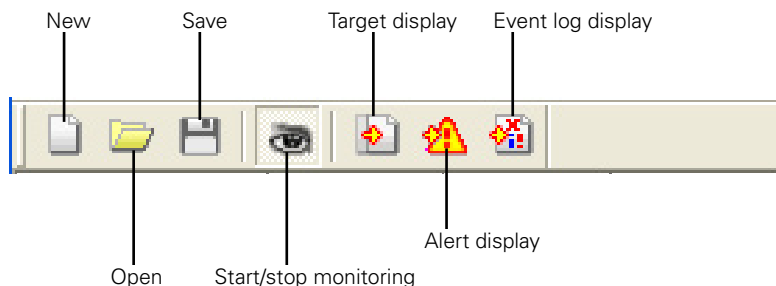 New
Save
Target display
Event log display
Alert display
Open
Start/stop monitoring